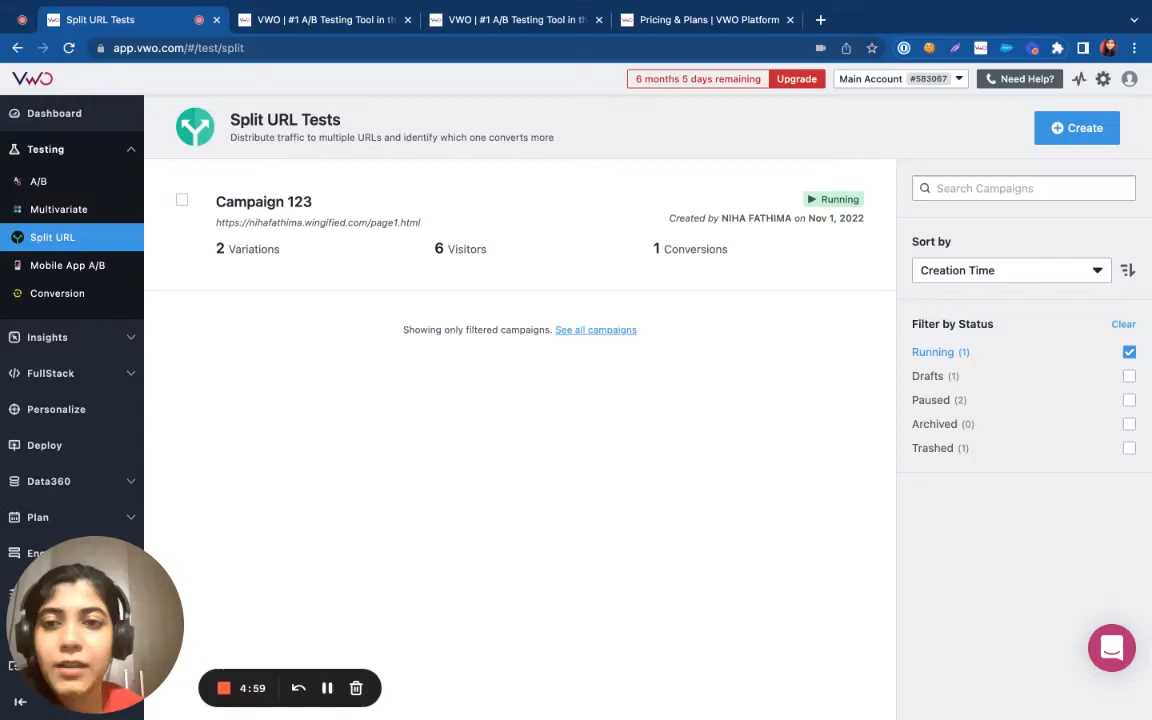 Split URL Tests
VWO | #1 A/B Testing Tool in th
VWO | #1 A/B Testing Tool in th
Pricing & Plans | VWO Platform
app.vwo.com/#/test/split
VWO
6 months 5 days remaining
Upgrade
Main Account #583067
Need Help?
Dashboard
Testing
A/B
Multivariate
Split URL
Mobile App A/B
Conversion
Insights
FullStack
Personalize
Deploy
Data360
Plan
Split URL Tests
Distribute traffic to multiple URLs and identify which one converts more
Create
Campaign 123
Running
https://nihafathima.wingified.com/page1.html
Created by NIHA FATHIMA on Nov 1, 2022
2 Variations
6 Visitors
1 Conversions
Showing only filtered campaigns. See all campaigns
Search Campaigns
Sort by
Creation Time
Filter by Status
Clear
Running (1)
Drafts (1)
Paused (2)
Archived (0)
Trashed (1)
4:59